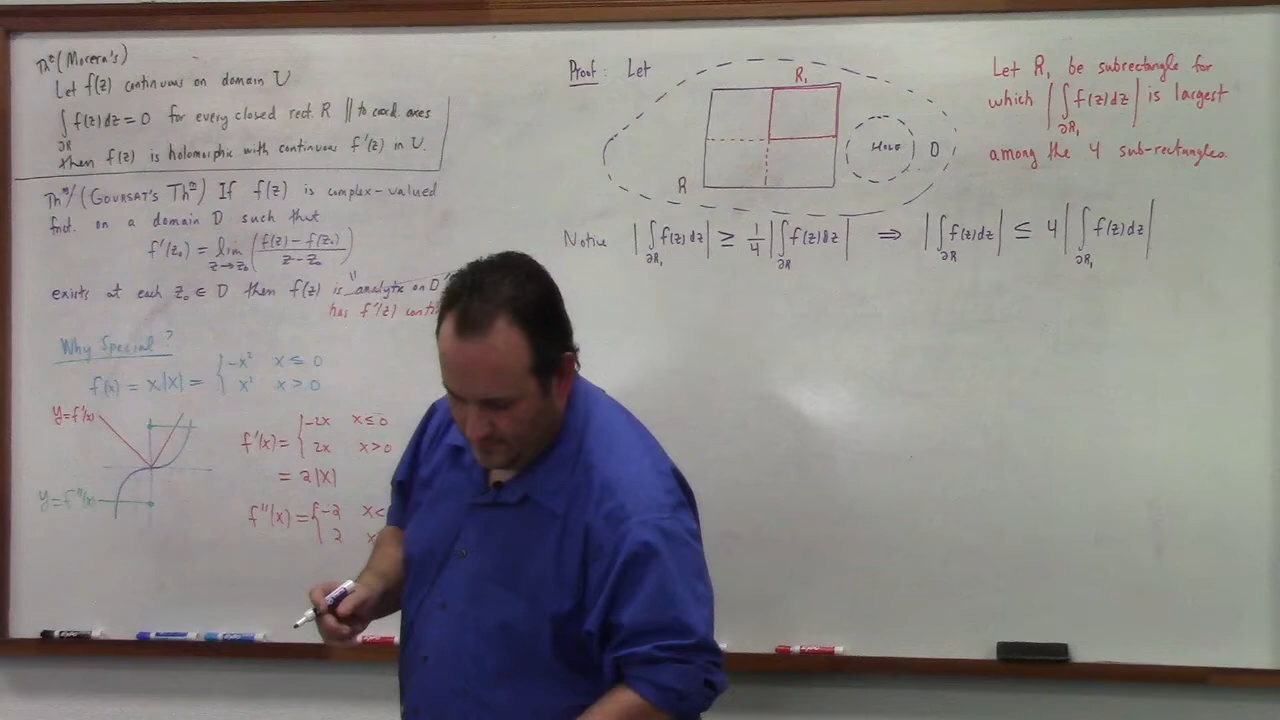 Thᵐ (Morera's)
Let f(z) continuous on domain U
∫_∂R f(z)dz = 0 for every closed rect. R ∥ to coord. axes
then f(z) is holomorphic with continuous f'(z) in U.
Thᵐ/ (GOURSAT'S Thᵐ) If f(z) is complex-valued
fnct. on a domain D such that
f'(z₀) = lim_{z→z₀} ( (f(z) - f(z₀)) / (z - z₀) )
exists at each z₀ ∈ D then f(z) is "analytic on D"
has f'(z)
Why Special?
f(x) = x|x| = { -x² x ≤ 0
x² x > 0
y=f'(x)
y=f''(x)
f'(x) = { -2x x ≤ 0
2x x > 0
= 2|x|
f''(x) = { -2 x <
2 x
Proof: Let
R₁
R
HOLE
D
Let R₁ be subrectangle for
which | ∫_∂R₁ f(z)dz | is largest
among the 4 sub-rectangles.
Notice | ∫_∂R₁ f(z)dz | ≥ 1/4 | ∫_∂R f(z)dz | ⇒ | ∫_∂R f(z)dz | ≤ 4 | ∫_∂R₁ f(z)dz |